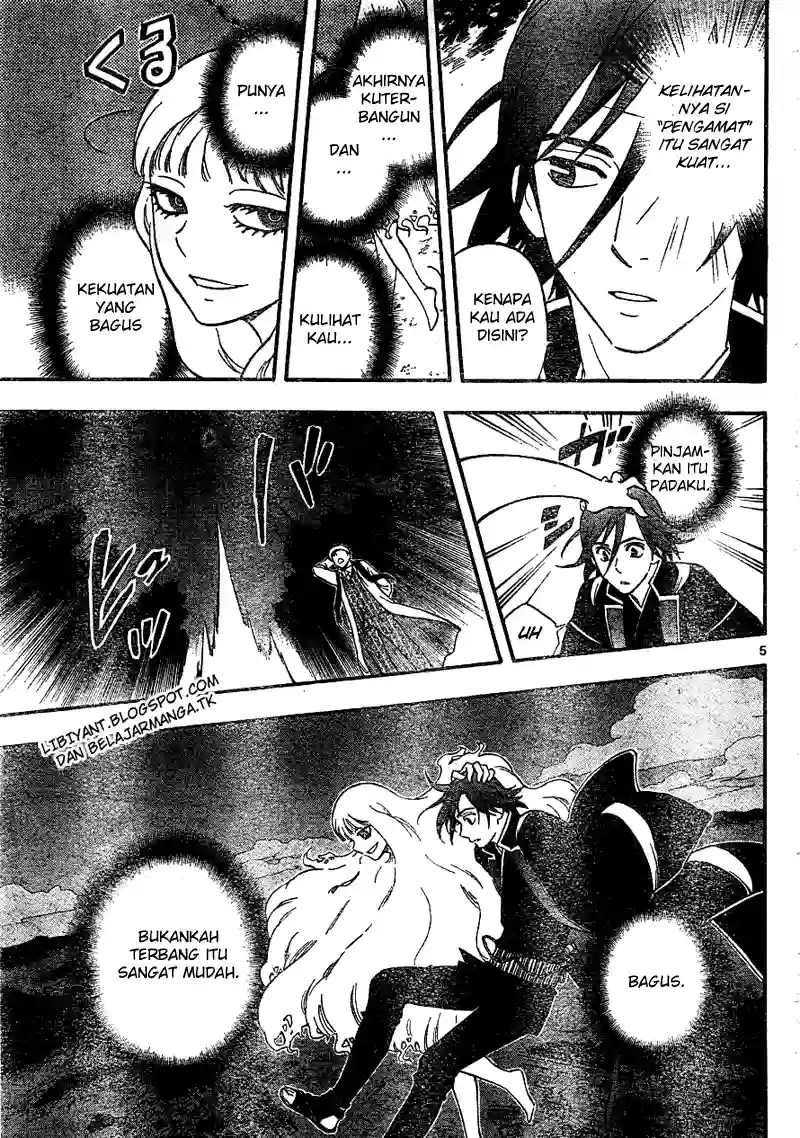 KELIHATAN-
NYA SI
"PENGAMAT"
ITU SANGAT
KUAT...
KENAPA
KAU ADA
DISINI?
AKHIRNYA
KUTER-
BANGUN
...
DAN
...
KULIHAT
KAU...
くる
PUNYA
...
KEKUATAN
YANG
BAGUS
PINJAM-
KAN ITU
PADAKU.
UH
5
LIBIYANT.BLOGSPOT.COM
DAN BELAJARMANGA.TK
BAGUS.
BUKANKAH
TERBANG ITU
SANGAT MUDAH.